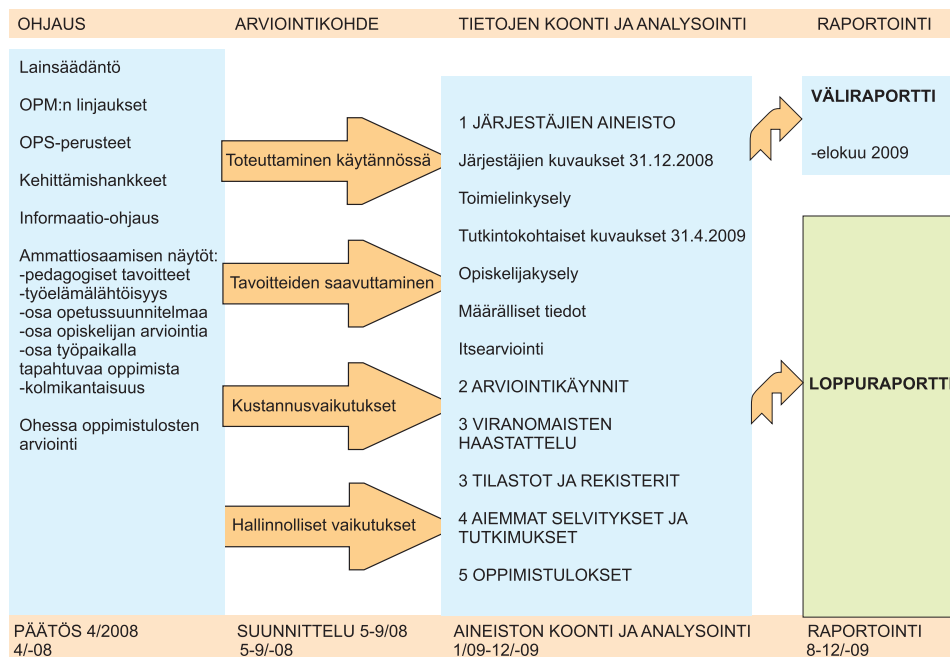 OHJAUS
ARVIOINTIKOHDE
TIETOJEN KOONTI JA ANALYSOINTI
RAPORTOINTI
Lainsäädäntö
OPM:n linjaukset
OPS-perusteet
Kehittämishankkeet
Informaatio-ohjaus
Ammattiosaamisen näytöt:
-pedagogiset tavoitteet
-työelämälähtöisyys
-osa opetussuunnitelmaa
-osa opiskelijan arviointia
-osa työpaikalla
tapahtuvaa oppimista
-kolmikantaisuus
Ohessa oppimistulosten
arviointi
Toteuttaminen käytännössä
Tavoitteiden saavuttaminen
Kustannusvaikutukset
Hallinnolliset vaikutukset
1 JÄRJESTÄJIEN AINEISTO
Järjestäjien kuvaukset 31.12.2008
Toimielinkysely
Tutkintokohtaiset kuvaukset 31.4.2009
Opiskelijakysely
Määrälliset tiedot
Itsearviointi
2 ARVIOINTIKÄYNNIT
3 VIRANOMAISTEN
HAASTATTELU
3 TILASTOT JA REKISTERIT
4 AIEMMAT SELVITYKSET JA
TUTKIMUKSET
5 OPPIMISTULOKSET
VÄLIRAPORTTI
-elokuu 2009
LOPPURAPORTTI
PÄÄTÖS 4/2008
4/-08
SUUNNITTELU 5-9/08
5-9/-08
AINEISTON KOONTI JA ANALYSOINTI
1/09-12/-09
RAPORTOINTI
8-12/-09